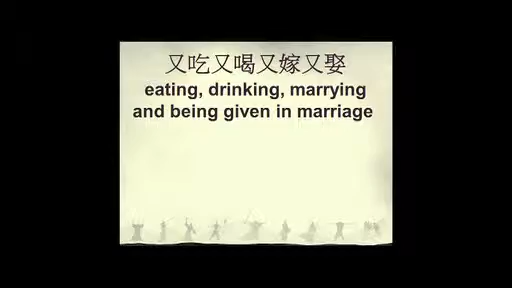 又吃又喝又嫁又娶
eating, drinking, marrying
and being given in marriage